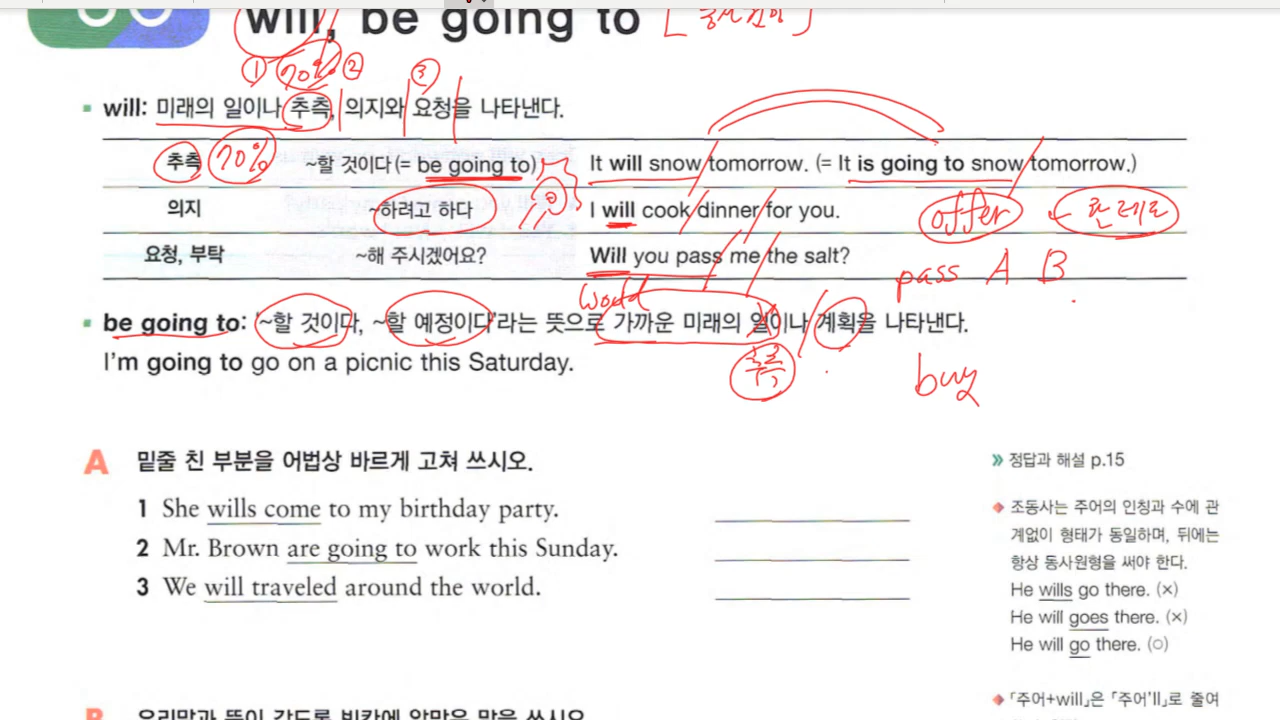 will, be going to
① 70% ② ③
will: 미래의 일이나 추측, 의지와 요청을 나타낸다.
추측 70% ~할 것이다(= be going to) It will snow tomorrow. (= It is going to snow tomorrow.)
의지 ~하려고 하다 I will cook dinner for you. offer
요청, 부탁 ~해 주시겠어요? Will you pass me the salt? pass A B
would
be going to: '~할 것이다, ~할 예정이다'라는 뜻으로 가까운 미래의 일이나 계획을 나타낸다.
I'm going to go on a picnic this Saturday.
buy
A 밑줄 친 부분을 어법상 바르게 고쳐 쓰시오.
1 She wills come to my birthday party.
2 Mr. Brown are going to work this Sunday.
3 We will traveled around the world.
» 정답과 해설 p.15
조동사는 주어의 인칭과 수에 관
계없이 형태가 동일하며, 뒤에는
항상 동사원형을 써야 한다.
He wills go there. (×)
He will goes there. (×)
He will go there. (○)
「주어+will」은 「주어'll」로 줄여